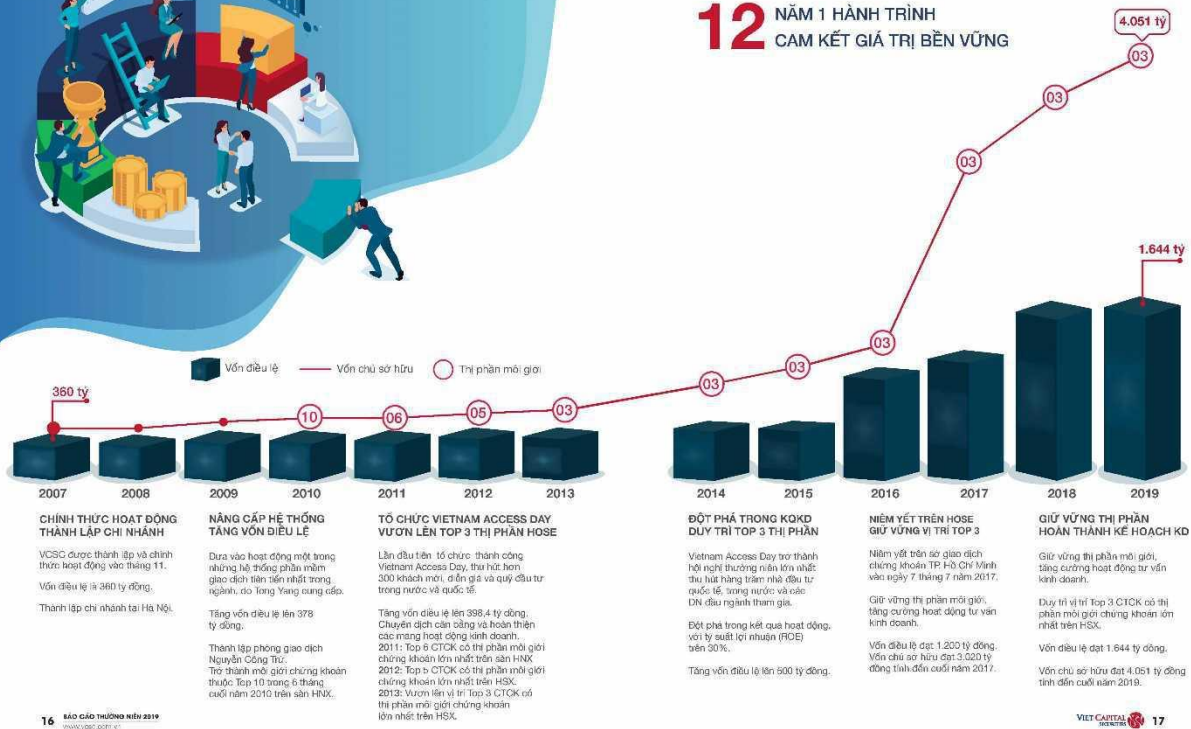 12
NĂM 1 HÀNH TRÌNH
CAM KẾT GIÁ TRỊ BỀN VỮNG
4.051 tỷ
03
03
03
1.644 tỷ
03
03
03
Vốn điều lệ
Vốn chủ sở hữu
Thị phần môi giới
360 tỷ
10
06
05
03
2007
2008
2009
2010
2011
2012
2013
2014
2015
2016
2017
2018
2019
CHÍNH THỨC HOẠT ĐỘNG
THÀNH LẬP CHI NHÁNH
VCSC được thành lập và chính
thức hoạt động vào tháng 11.
Vốn điều lệ là 360 tỷ đồng.
Thành lập chi nhánh tại Hà Nội.
NÂNG CẤP HỆ THỐNG
TĂNG VỐN ĐIỀU LỆ
Đưa vào hoạt động một trong
những hệ thống phần mềm
giao dịch tiên tiến nhất trong
ngành, do Tong Yang cung cấp.
Tăng vốn điều lệ lên 378
tỷ đồng.
Thành lập phòng giao dịch
Nguyễn Công Trứ.
Trở thành môi giới chứng khoán
thuộc Top 10 trong 6 tháng
cuối năm 2010 trên sàn HNX.
TỔ CHỨC VIETNAM ACCESS DAY
VƯƠN LÊN TOP 3 THỊ PHẦN HOSE
Lần đầu tiên tổ chức thành công
Vietnam Access Day, thu hút hơn
300 khách mời, diễn giả và quỹ đầu tư
trong nước và quốc tế.
Tăng vốn điều lệ lên 398,4 tỷ đồng.
Chuyển dịch cân bằng và hoàn thiện
các mảng hoạt động kinh doanh.
2011: Top 6 CTCK có thị phần môi giới
chứng khoán lớn nhất trên sàn HNX
2012: Top 5 CTCK có thị phần môi giới
chứng khoán lớn nhất trên HSX.
2013: Vươn lên vị trí Top 3 CTCK có
thị phần môi giới chứng khoán
lớn nhất trên HSX.
ĐỘT PHÁ TRONG KQKD
DUY TRÌ TOP 3 THỊ PHẦN
Vietnam Access Day trở thành
hội nghị thường niên lớn nhất
thu hút hàng trăm nhà đầu tư
quốc tế, trong nước và các
DN đầu ngành tham gia.
Đột phá trong kết quả hoạt động,
với tỷ suất lợi nhuận (ROE)
trên 30%.
Tăng vốn điều lệ lên 500 tỷ đồng.
NIÊM YẾT TRÊN HOSE
GIỮ VỮNG VỊ TRÍ TOP 3
Niêm yết trên sở giao dịch
chứng khoán TP. Hồ Chí Minh
vào ngày 7 tháng 7 năm 2017.
Giữ vững thị phần môi giới,
tăng cường hoạt động tư vấn
kinh doanh.
Vốn điều lệ đạt 1.200 tỷ đồng.
Vốn chủ sở hữu đạt 3.020 tỷ
đồng tính đến cuối năm 2017.
GIỮ VỮNG THỊ PHẦN
HOÀN THÀNH KẾ HOẠCH KD
Giữ vững thị phần môi giới,
tăng cường hoạt động tư vấn
kinh doanh.
Duy trì vị trí Top 3 CTCK có thị
phần môi giới chứng khoán lớn
nhất trên HSX.
Vốn điều lệ đạt 1.644 tỷ đồng.
Vốn chủ sở hữu đạt 4.051 tỷ đồng
tính đến cuối năm 2019.
16 BÁO CÁO THƯỜNG NIÊN 2019
www.vcsc.com.vn
VIET CAPITAL
SECURITIES
17